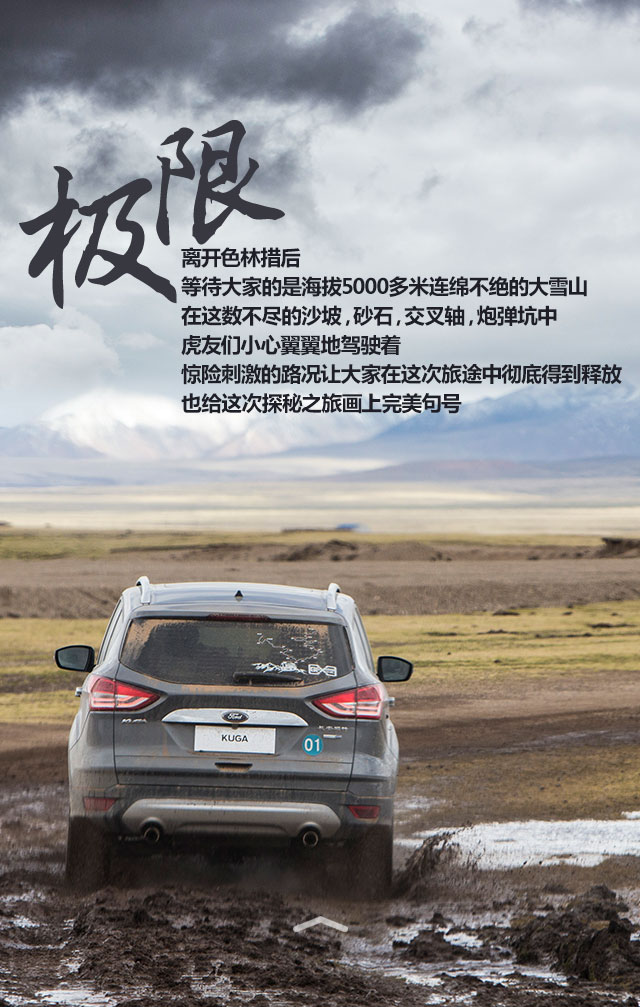 极限
离开色林措后
等待大家的是海拔5000多米连绵不绝的大雪山
在这数不尽的沙坡,砂石,交叉轴,炮弹坑中
虎友们小心翼翼地驾驶着
惊险刺激的路况让大家在这次旅途中彻底得到释放
也给这次探秘之旅画上完美句号
Ford
KUGA
01